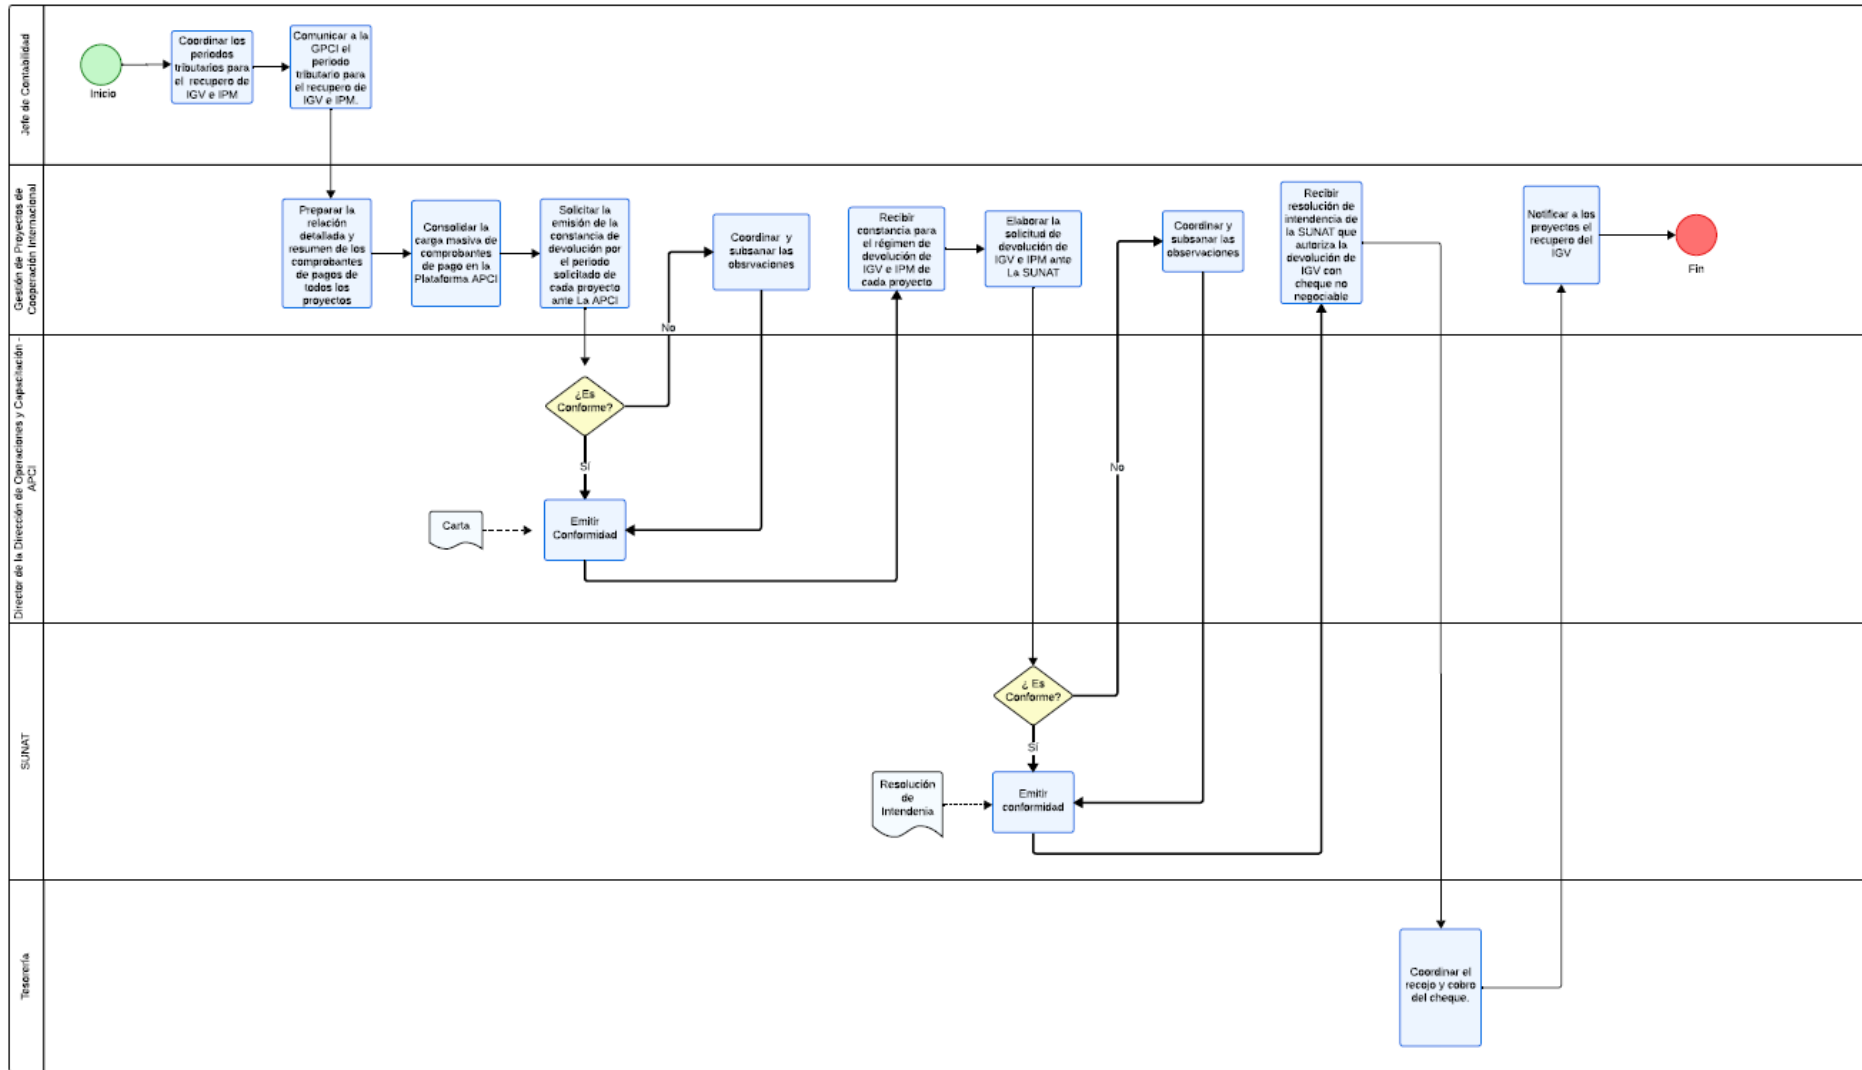 Jefe de Contabilidad
Inicio
Coordinar los
periodos
tributarios para
el recupero de
IGV e IPM
Comunicar a la
GPCI el
periodo
tributario para
el recupero de
IGV e IPM.
Gestión de Proyectos de
Cooperación Internacional
Preparar la
relación
detallada y
resumen de los
comprobantes
de pagos de
todos los
proyectos
Consolidar la
carga masiva de
comprobantes
de pago en la
Plataforma APCI
Solicitar la
emisión de la
constancia de
devolución por
el periodo
solicitado de
cada proyecto
ante La APCI
Coordinar y
subsanar las
obsrvaciones
Recibir
constancia para
el régimen de
devolución de
IGV e IPM de
cada proyecto
Elaborar la
solicitud de
devolución de
IGV e IPM ante
La SUNAT
Coordinar y
subsanar las
observaciones
Recibir
resolución de
intendencia de
la SUNAT que
autoriza la
devolución de
IGV con
cheque no
negociable
Notificar a los
proyectos el
recupero del
IGV
Fin
No
Director de la Dirección de Operaciones y Capacitación -
APCI
¿Es
Conforme?
Sí
Carta
Emitir
Conformidad
No
SUNAT
¿ Es
Conforme?
Sí
Resolución
de
Intendenia
Emitir
conformidad
Tesorería
Coordinar el
recojo y cobro
del cheque.